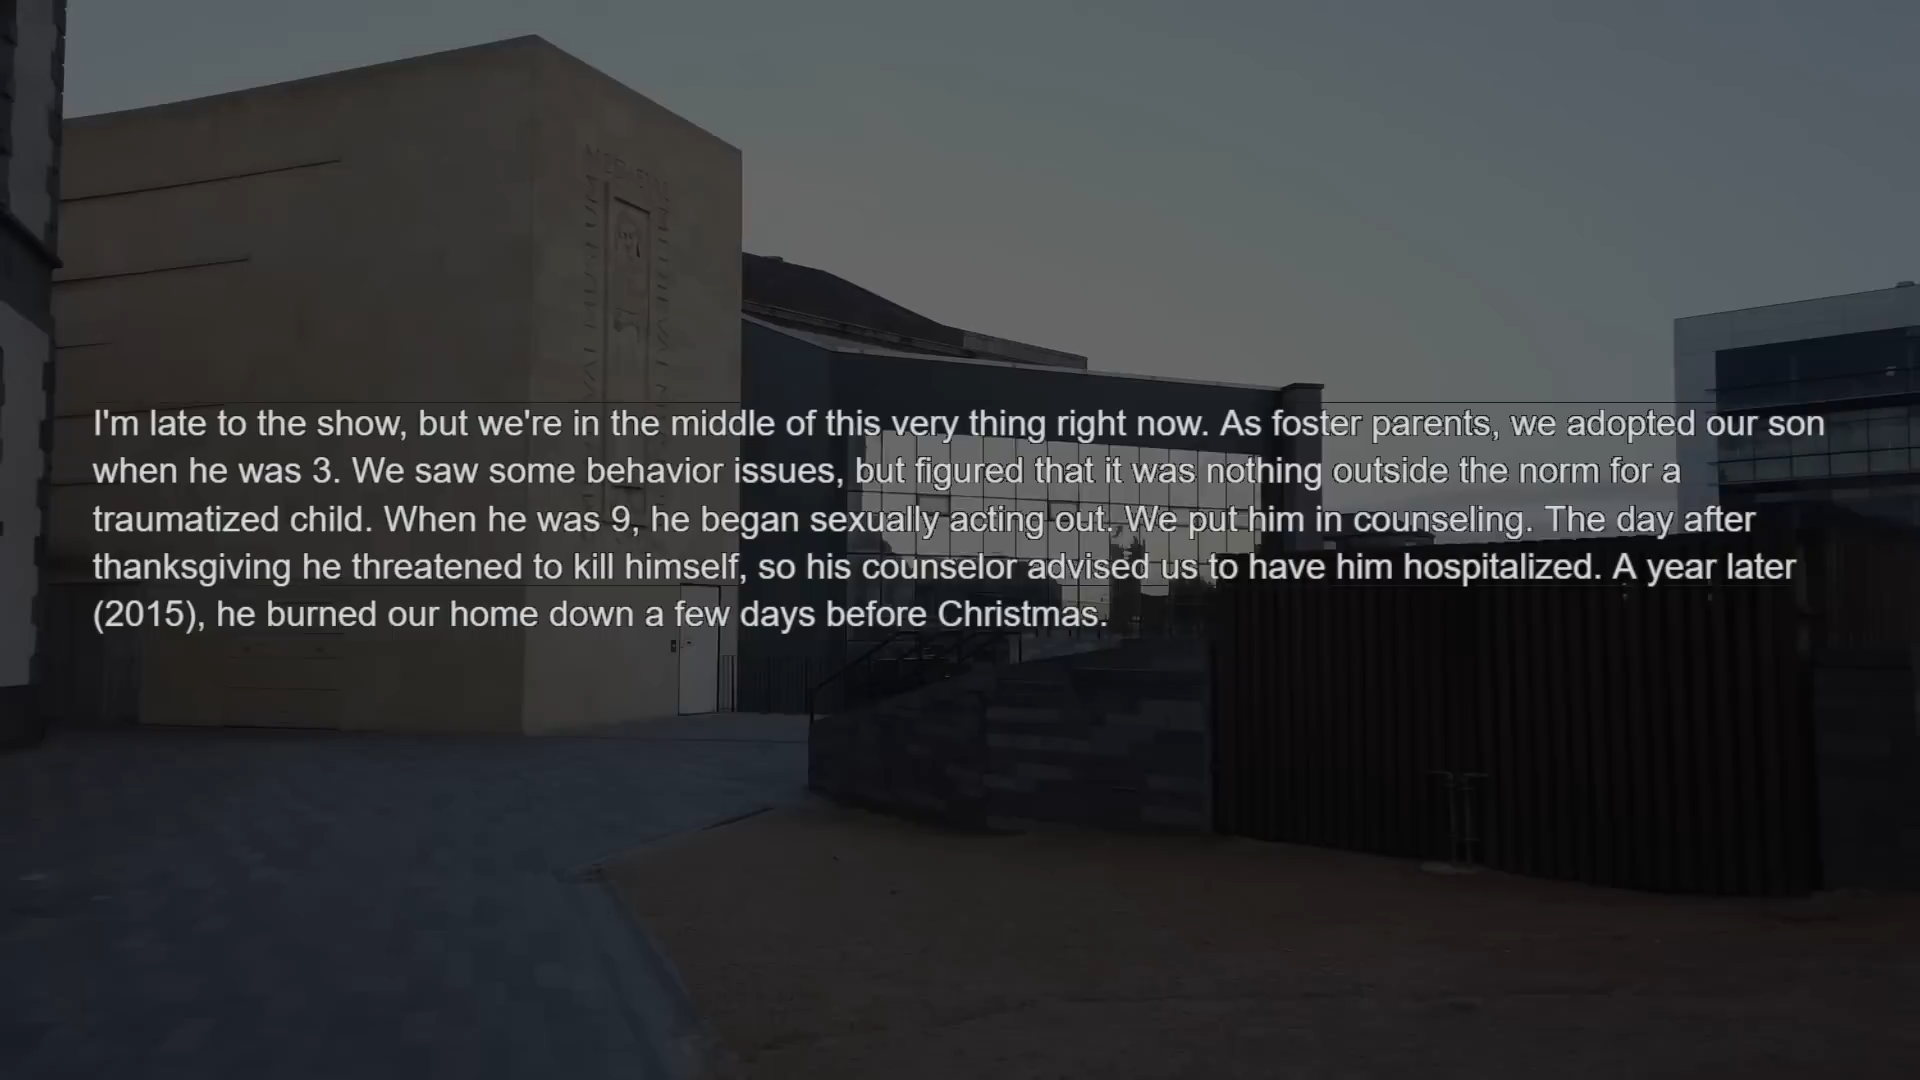 I'm late to the show, but we're in the middle of this very thing right now. As foster parents, we adopted our son
when he was 3. We saw some behavior issues, but figured that it was nothing outside the norm for a
traumatized child. When he was 9, he began sexually acting out. We put him in counseling. The day after
thanksgiving he threatened to kill himself, so his counselor advised us to have him hospitalized. A year later
(2015), he burned our home down a few days before Christmas.